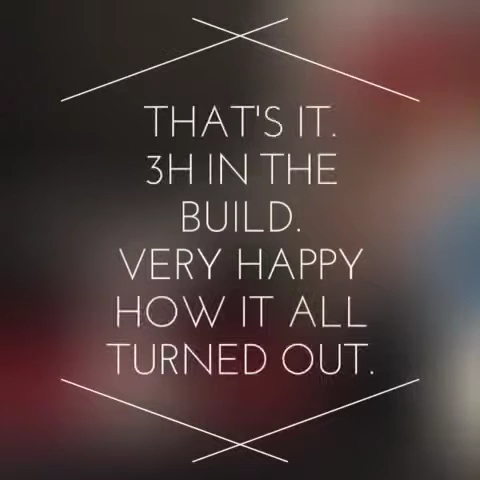 THAT'S IT.
3H IN THE
BUILD.
VERY HAPPY
HOW IT ALL
TURNED OUT.